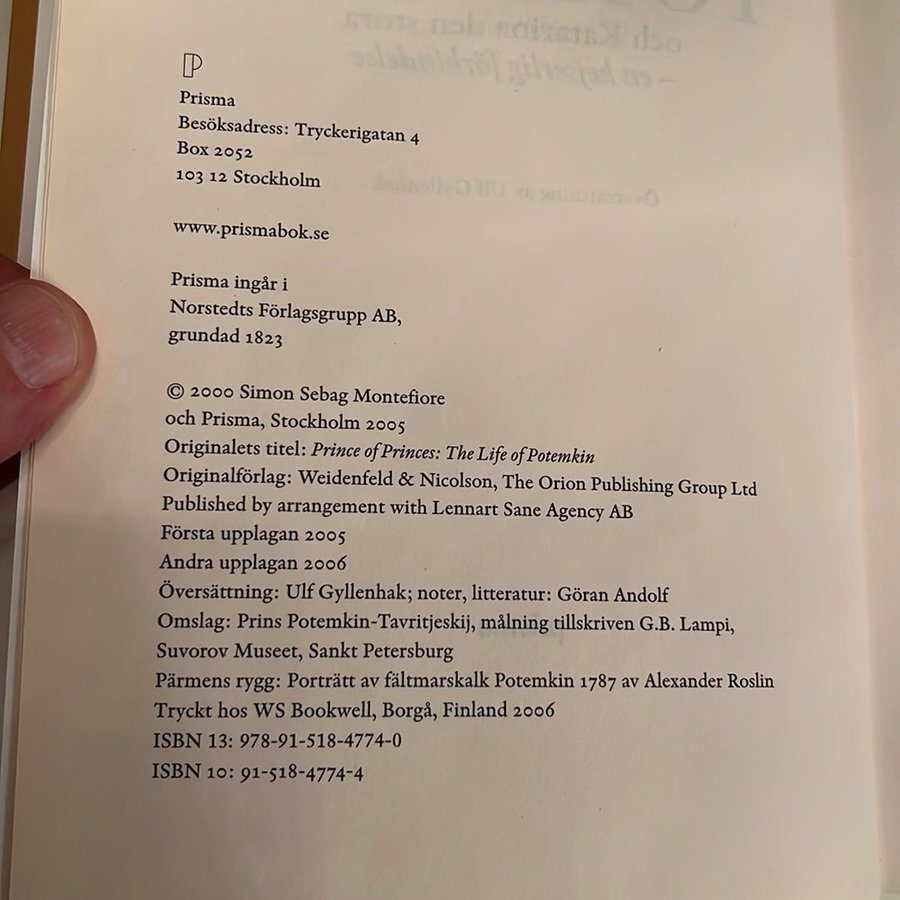 Prisma
Besöksadress: Tryckerigatan 4
Box 2052
103 12 Stockholm
www.prismabok.se
Prisma ingår i
Norstedts Förlagsgrupp AB,
grundad 1823
© 2000 Simon Sebag Montefiore
och Prisma, Stockholm 2005
Originalets titel: Prince of Princes: The Life of Potemkin
Originalförlag: Weidenfeld & Nicolson, The Orion Publishing Group Ltd
Published by arrangement with Lennart Sane Agency AB
Första upplagan 2005
Andra upplagan 2006
Översättning: Ulf Gyllenhak; noter, litteratur: Göran Andolf
Omslag: Prins Potemkin-Tavritjeskij, målning tillskriven G.B. Lampi,
Suvorov Museet, Sankt Petersburg
Pärmens rygg: Porträtt av fältmarskalk Potemkin 1787 av Alexander Roslin
Tryckt hos WS Bookwell, Borgå, Finland 2006
ISBN 13: 978-91-518-4774-0
ISBN 10: 91-518-4774-4